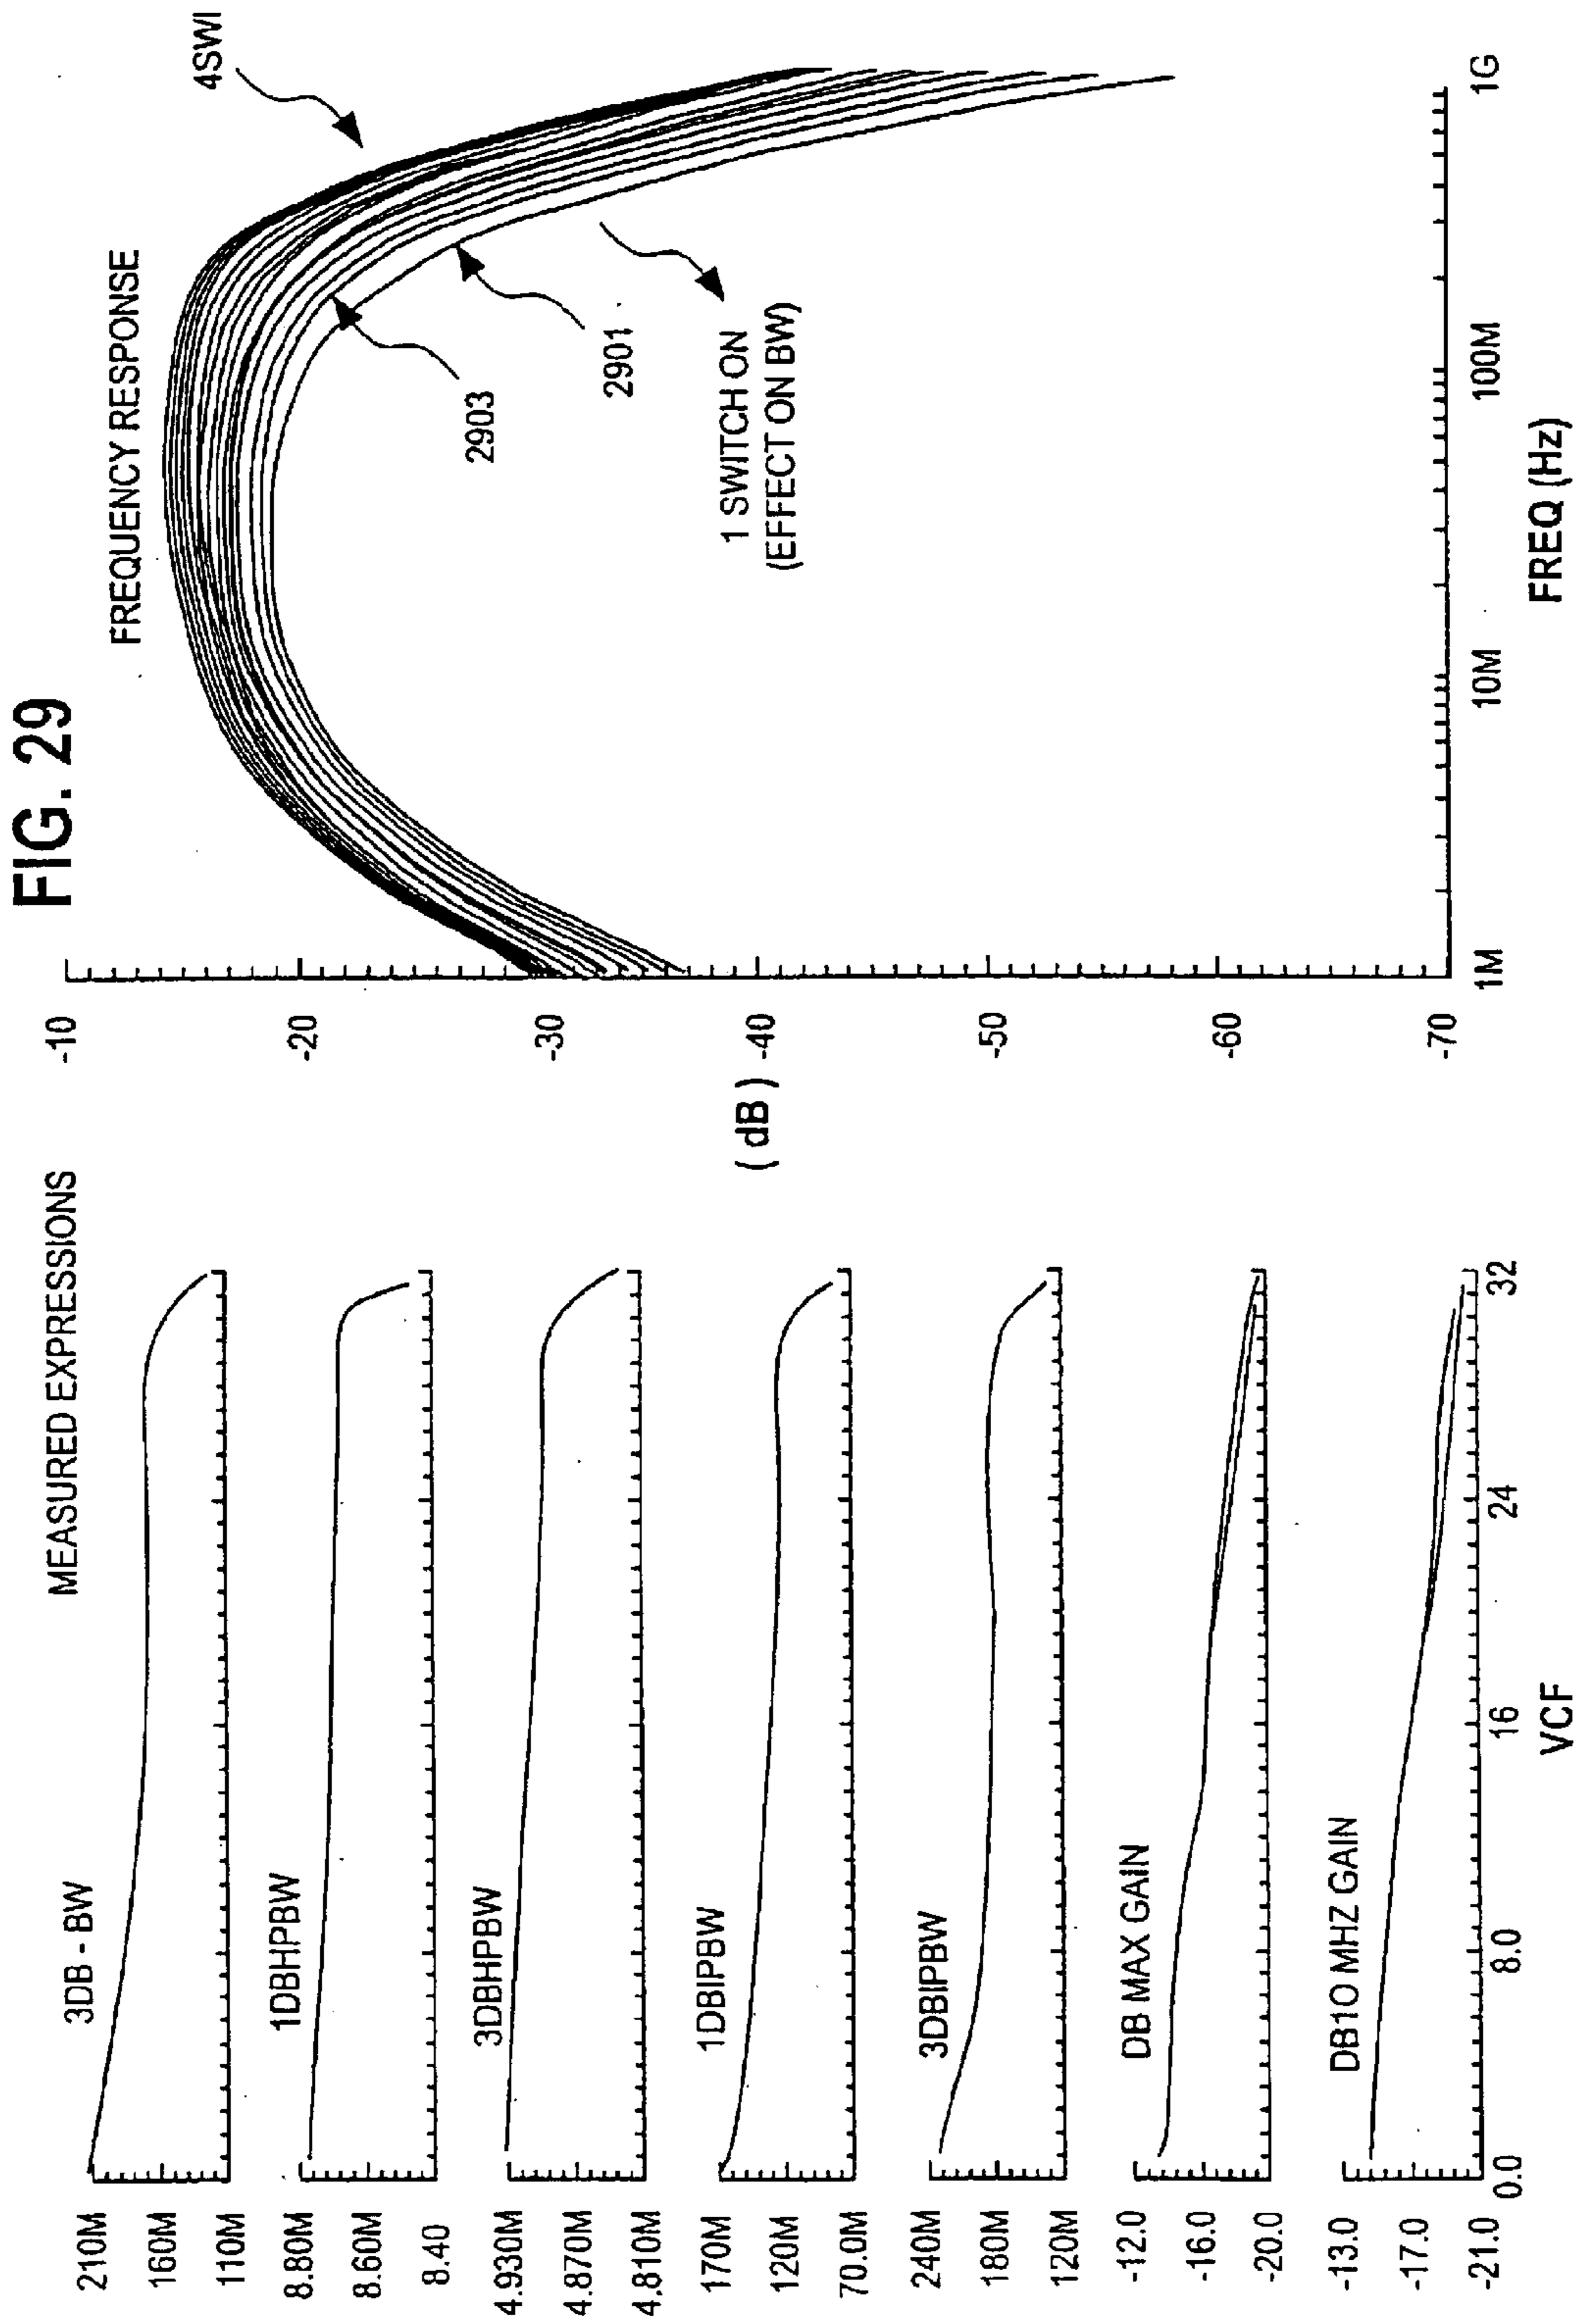 FIG. 29
MEASURED EXPRESSIONS
3DB - BW
210M
160M
110M
1DBHPBW
8.80M
8.60M
8.40
3DBHPBW
4.930M
4.870M
4,810M
1DBIPBW
170M
120M
70.0M
3DBIPBW
240M
180M
120M
DB MAX GAIN
-12.0
-16.0
-20.0
DB10 MHZ GAIN
-13.0
-17.0
-21.0
0.0
8.0
16
24
32
VCF
FREQUENCY RESPONSE
4SWI
2903
2901
1 SWITCH ON
(EFFECT ON BW)
( dB )
-10
-20
-30
-40
-50
-60
-70
1M
10M
100M
1G
FREQ (Hz)